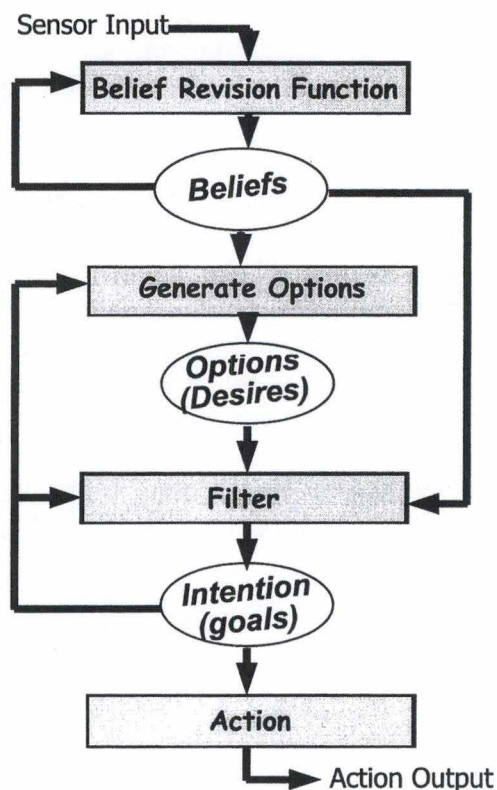 Sensor Input
Belief Revision Function
Beliefs
Generate Options
Options
(Desires)
Filter
Intention
(goals)
Action
Action Output